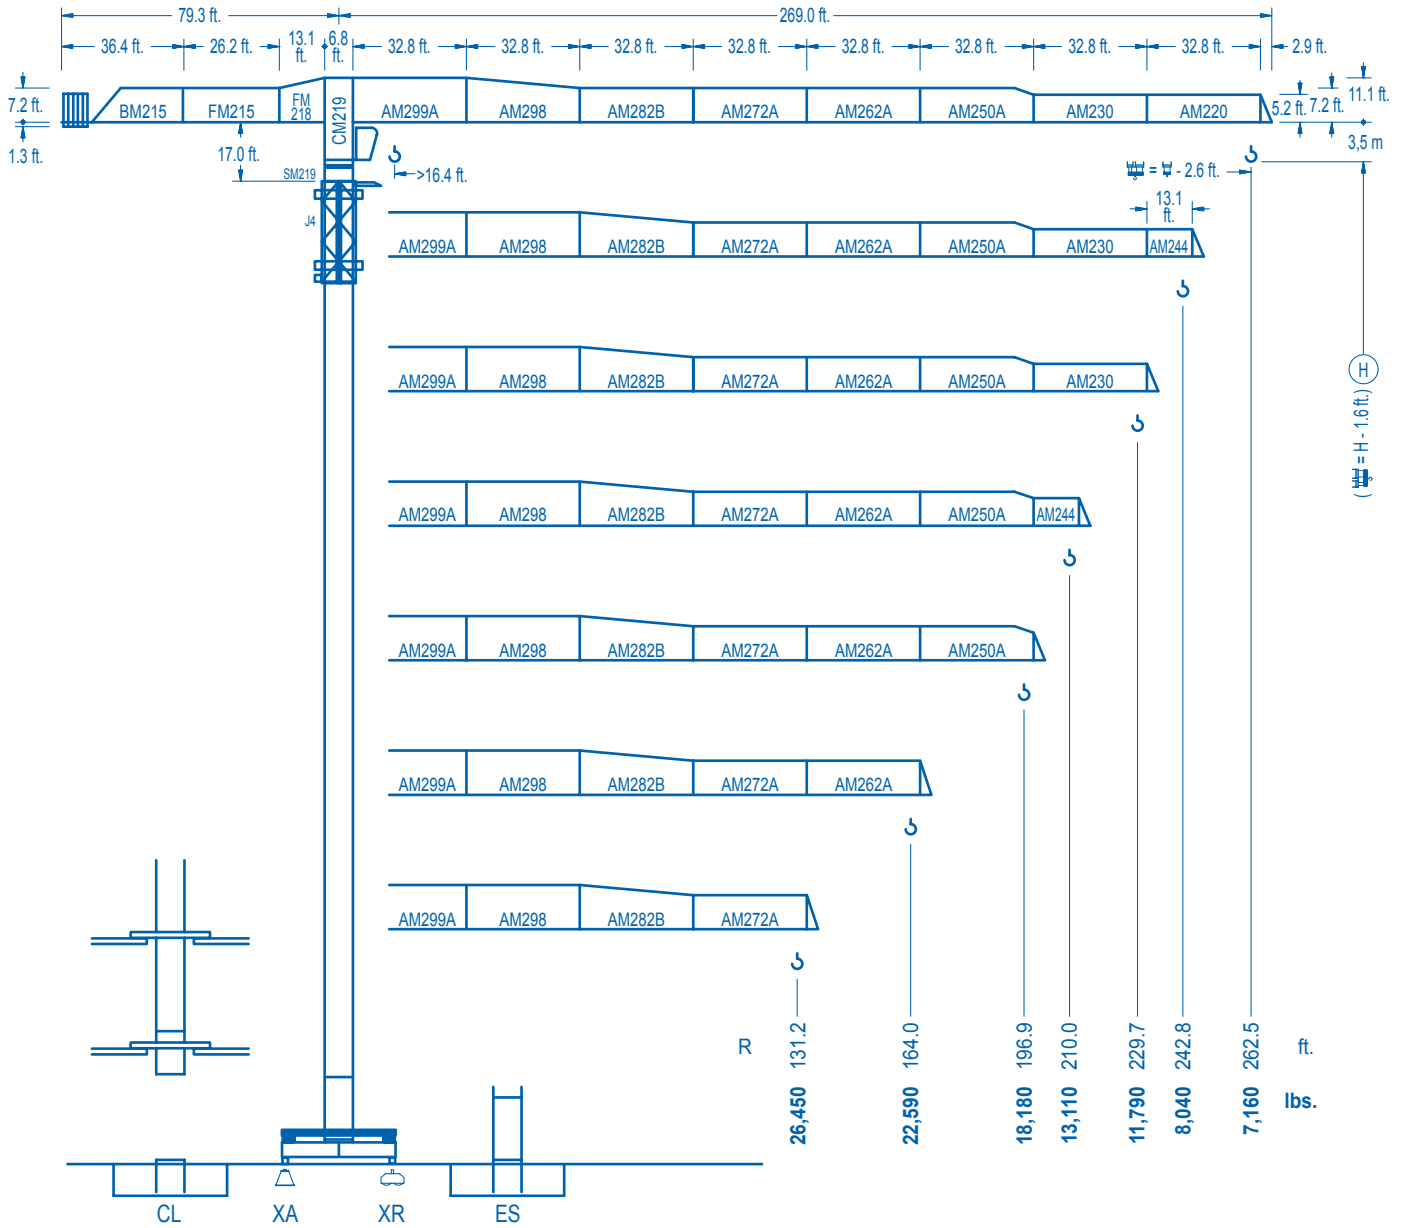 79.3 ft.
269.0 ft.
36.4 ft.
26.2 ft.
13.1 ft.
6.8 ft.
32.8 ft.
32.8 ft.
32.8 ft.
32.8 ft.
32.8 ft.
32.8 ft.
32.8 ft.
32.8 ft.
2.9 ft.
7.2 ft.
1.3 ft.
BM215
FM215
FM 218
CM219
AM299A
AM298
AM282B
AM272A
AM262A
AM250A
AM230
AM220
5.2 ft.
7.2 ft.
11.1 ft.
3,5 m
17.0 ft.
SM219
>16.4 ft.
= - 2.6 ft.
J4
13.1 ft.
AM299A
AM298
AM282B
AM272A
AM262A
AM250A
AM230
AM244
H
( = H - 1.6 ft.)
AM299A
AM298
AM282B
AM272A
AM262A
AM250A
AM230
AM299A
AM298
AM282B
AM272A
AM262A
AM250A
AM244
AM299A
AM298
AM282B
AM272A
AM262A
AM250A
AM299A
AM298
AM282B
AM272A
AM262A
AM299A
AM298
AM282B
AM272A
R
131.2
164.0
196.9
210.0
229.7
242.8
262.5
ft.
26,450
22,590
18,180
13,110
11,790
8,040
7,160
lbs.
CL
XA
XR
ES